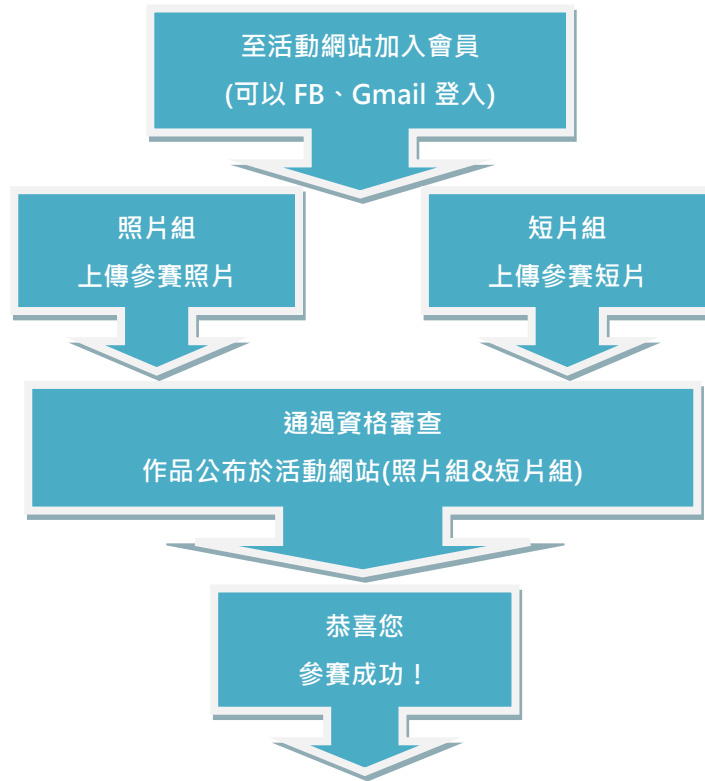 至活動網站加入會員
(可以 FB、Gmail 登入)
照片組
上傳參賽照片
短片組
上傳參賽短片
通過資格審查
作品公布於活動網站(照片組&短片組)
恭喜您
參賽成功！